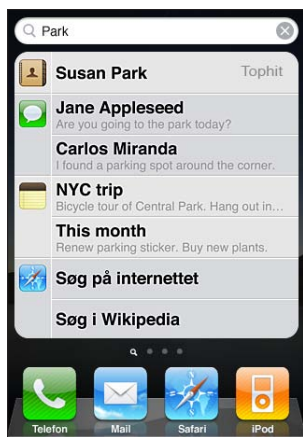 Park
Susan Park Tophit
Jane Appleseed
Are you going to the park today?
Carlos Miranda
I found a parking spot around the corner.
NYC trip
Bicycle tour of Central Park. Hang out in…
This month
Renew parking sticker. Buy new plants.
Søg på internettet
Søg i Wikipedia
Telefon Mail Safari iPod